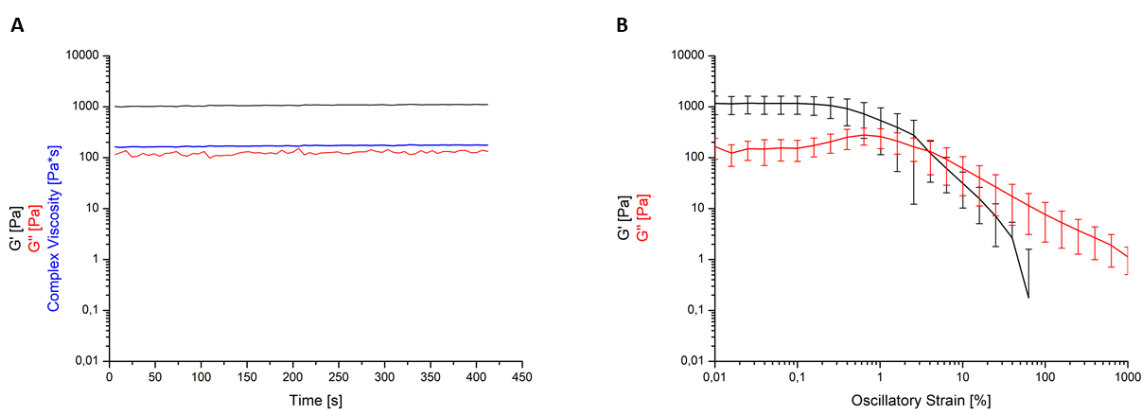 A
10000
1000
100
10
1
0,1
0,01
G' [Pa]
G'' [Pa]
Complex Viscosity [Pa*s]
0 50 100 150 200 250 300 350 400 450
Time [s]
B
10000
1000
100
10
1
0,1
0,01
G' [Pa]
G'' [Pa]
0,01 0,1 1 10 100 1000
Oscillatory Strain [%]